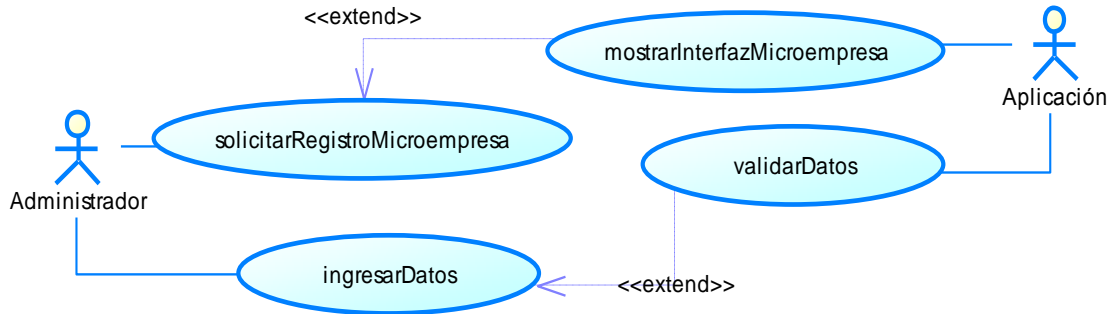 <<extend>>
mostrarInterfazMicroempresa
Aplicación
solicitarRegistroMicroempresa
validarDatos
Administrador
ingresarDatos
<<extend>>